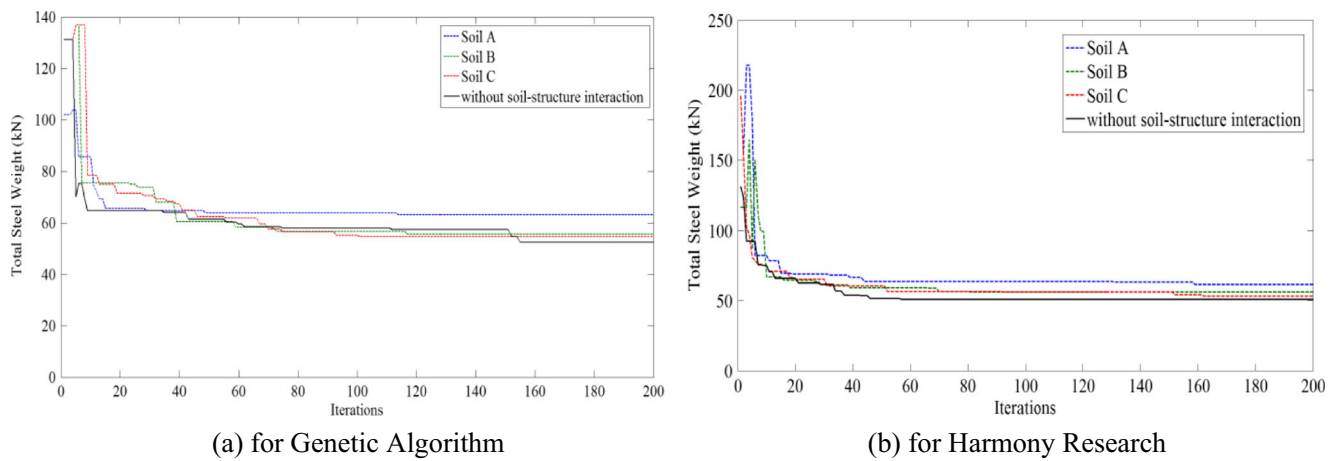 140
120
100
80
60
40
20
0
Total Steel Weight (kN)
Soil A
Soil B
Soil C
without soil-structure interaction
0 20 40 60 80 100 120 140 160 180 200
Iterations
(a) for Genetic Algorithm
250
200
150
100
50
0
Total Steel Weight (kN)
Soil A
Soil B
Soil C
without soil-structure interaction
0 20 40 60 80 100 120 140 160 180 200
Iterations
(b) for Harmony Research